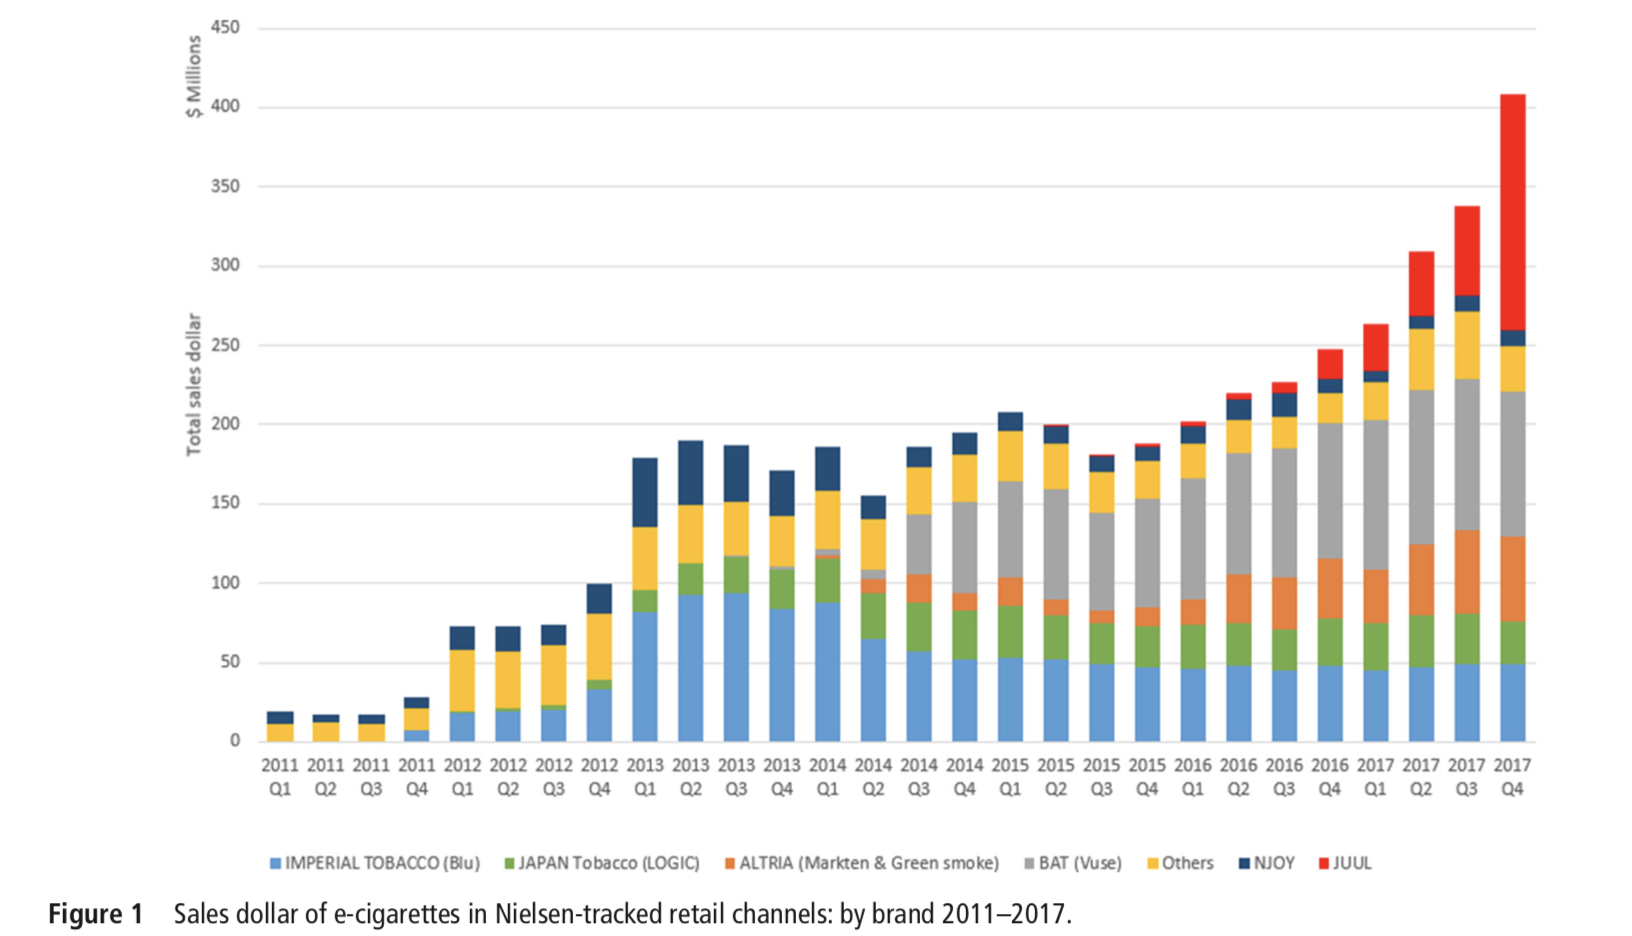 $ Millions
Total sales dollar
450
400
350
300
250
200
150
100
50
0
2011 2011 2011 2011 2012 2012 2012 2012 2013 2013 2013 2013 2014 2014 2014 2014 2015 2015 2015 2015 2016 2016 2016 2016 2017 2017 2017 2017
Q1 Q2 Q3 Q4 Q1 Q2 Q3 Q4 Q1 Q2 Q3 Q4 Q1 Q2 Q3 Q4 Q1 Q2 Q3 Q4 Q1 Q2 Q3 Q4 Q1 Q2 Q3 Q4
IMPERIAL TOBACCO (Blu) JAPAN Tobacco (LOGIC) ALTRIA (Markten & Green smoke) BAT (Vuse) Others NJOY JUUL
Figure 1 Sales dollar of e-cigarettes in Nielsen-tracked retail channels: by brand 2011–2017.